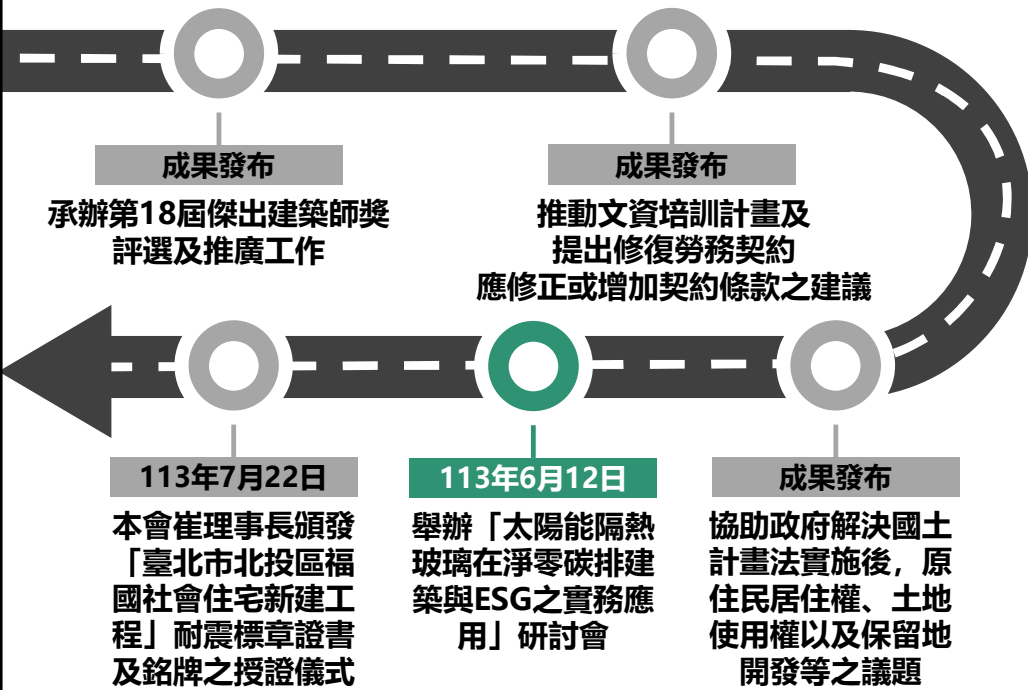 成果發布
承辦第18屆傑出建築師獎
評選及推廣工作
成果發布
推動文資培訓計畫及
提出修復勞務契約
應修正或增加契約條款之建議
113年7月22日
本會崔理事長頒發
「臺北市北投區福
國社會住宅新建工
程」耐震標章證書
及銘牌之授證儀式
113年6月12日
舉辦「太陽能隔熱
玻璃在淨零碳排建
築與ESG之實務應
用」研討會
成果發布
協助政府解決國土
計畫法實施後，原
住民居住權、土地
使用權以及保留地
開發等之議題